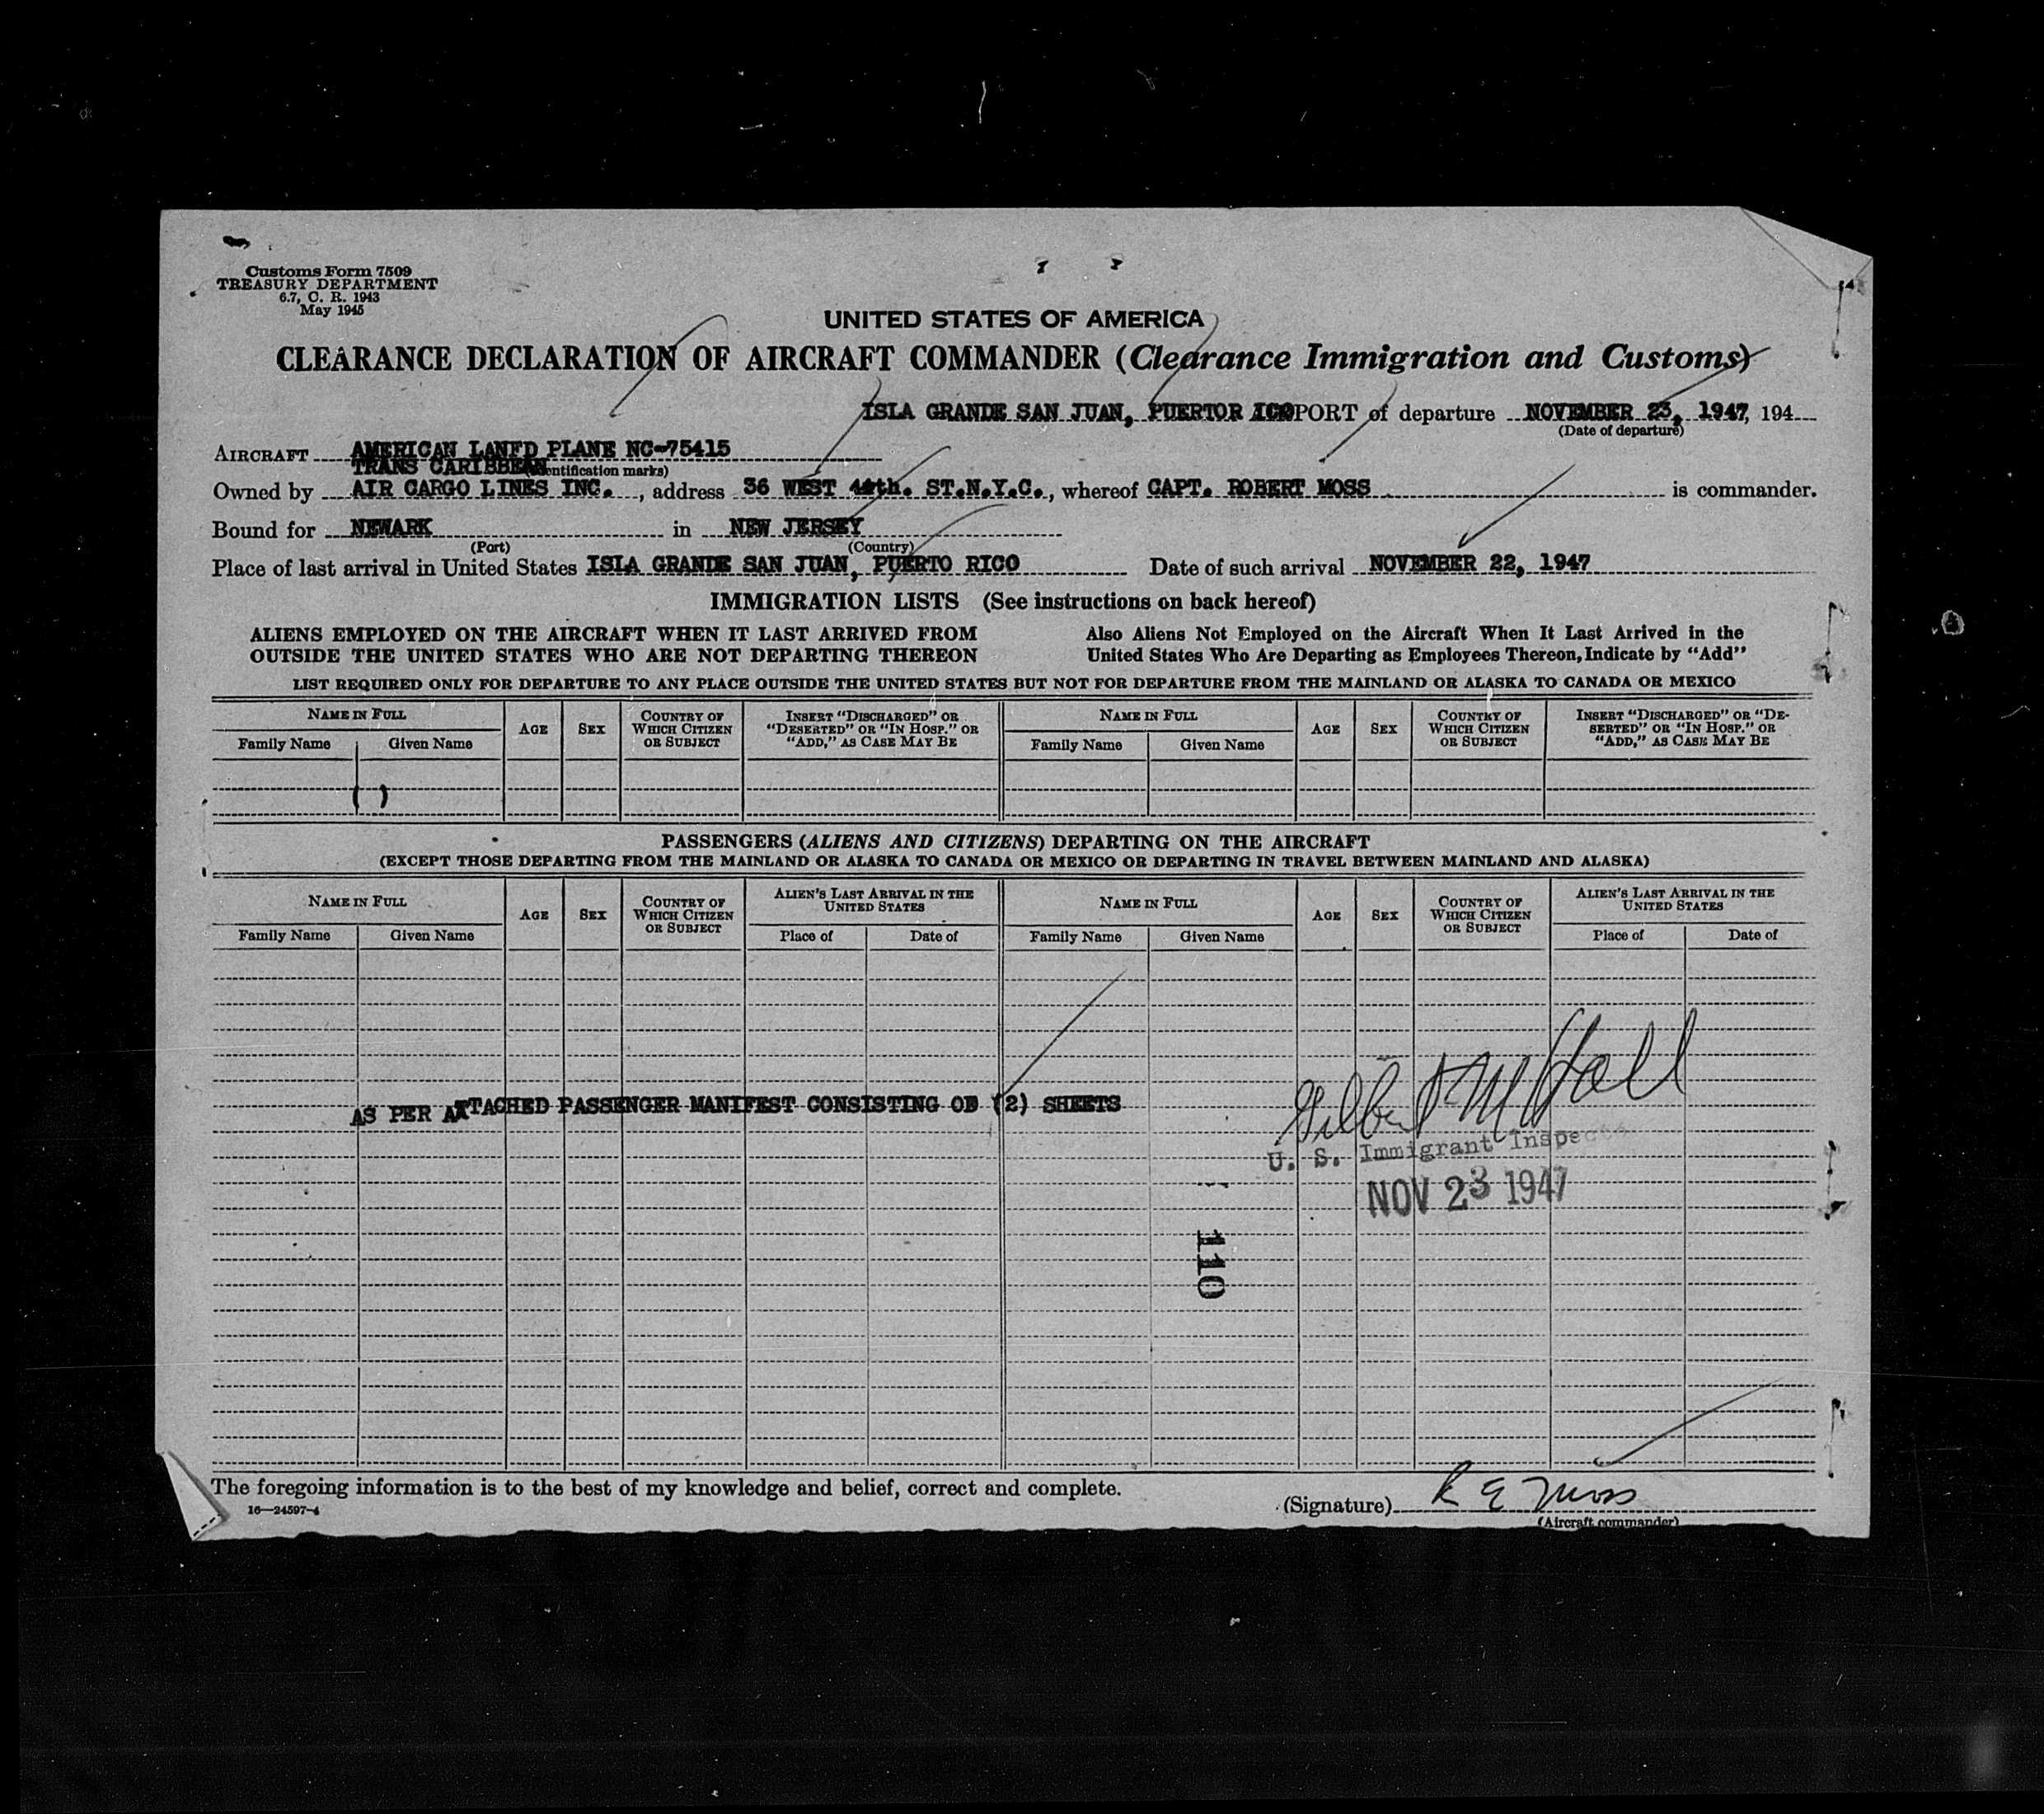 Customs Form 7509
TREASURY DEPARTMENT
6.7, C. R. 1943
May 1945
UNITED STATES OF AMERICA
CLEARANCE DECLARATION OF AIRCRAFT COMMANDER (Clearance Immigration and Customs)
ISLA GRANDE SAN JUAN, PUERTOR ICO PORT of departure NOVEMBER 23, 1947, 194
(Date of departure)
AIRCRAFT AMERICAN LANFD PLANE NC-75415
TRANS CARIBBEAN (Identification marks)
Owned by AIR CARGO LINES INC., address 36 WEST 44th. ST.N.Y.C., whereof CAPT. ROBERT MOSS is commander.
Bound for NEWARK in NEW JERSEY
(Port) (Country)
Place of last arrival in United States ISLA GRANDE SAN JUAN, PUERTO RICO Date of such arrival NOVEMBER 22, 1947
IMMIGRATION LISTS (See instructions on back hereof)
ALIENS EMPLOYED ON THE AIRCRAFT WHEN IT LAST ARRIVED FROM
OUTSIDE THE UNITED STATES WHO ARE NOT DEPARTING THEREON
Also Aliens Not Employed on the Aircraft When It Last Arrived in the
United States Who Are Departing as Employees Thereon, Indicate by "Add"
LIST REQUIRED ONLY FOR DEPARTURE TO ANY PLACE OUTSIDE THE UNITED STATES BUT NOT FOR DEPARTURE FROM THE MAINLAND OR ALASKA TO CANADA OR MEXICO
NAME IN FULL
Family Name Given Name
AGE
SEX
COUNTRY OF
WHICH CITIZEN
OR SUBJECT
INSERT "DISCHARGED" OR
"DESERTED" OR "IN HOSP." OR
"ADD," AS CASE MAY BE
NAME IN FULL
Family Name Given Name
AGE
SEX
COUNTRY OF
WHICH CITIZEN
OR SUBJECT
INSERT "DISCHARGED" OR "DE-
SERTED" OR "IN HOSP." OR
"ADD," AS CASE MAY BE
( )
PASSENGERS (ALIENS AND CITIZENS) DEPARTING ON THE AIRCRAFT
(EXCEPT THOSE DEPARTING FROM THE MAINLAND OR ALASKA TO CANADA OR MEXICO OR DEPARTING IN TRAVEL BETWEEN MAINLAND AND ALASKA)
NAME IN FULL
Family Name Given Name
AGE
SEX
COUNTRY OF
WHICH CITIZEN
OR SUBJECT
ALIEN'S LAST ARRIVAL IN THE
UNITED STATES
Place of Date of
NAME IN FULL
Family Name Given Name
AGE
SEX
COUNTRY OF
WHICH CITIZEN
OR SUBJECT
ALIEN'S LAST ARRIVAL IN THE
UNITED STATES
Place of Date of
AS PER ATTACHED PASSENGER MANIFEST CONSISTING OD (2) SHEETS
Gilbert M Hall
U. S. Immigrant Inspector
NOV 23 1947
110
The foregoing information is to the best of my knowledge and belief, correct and complete.
16—24597-4
(Signature) R E Moss
(Aircraft commander)